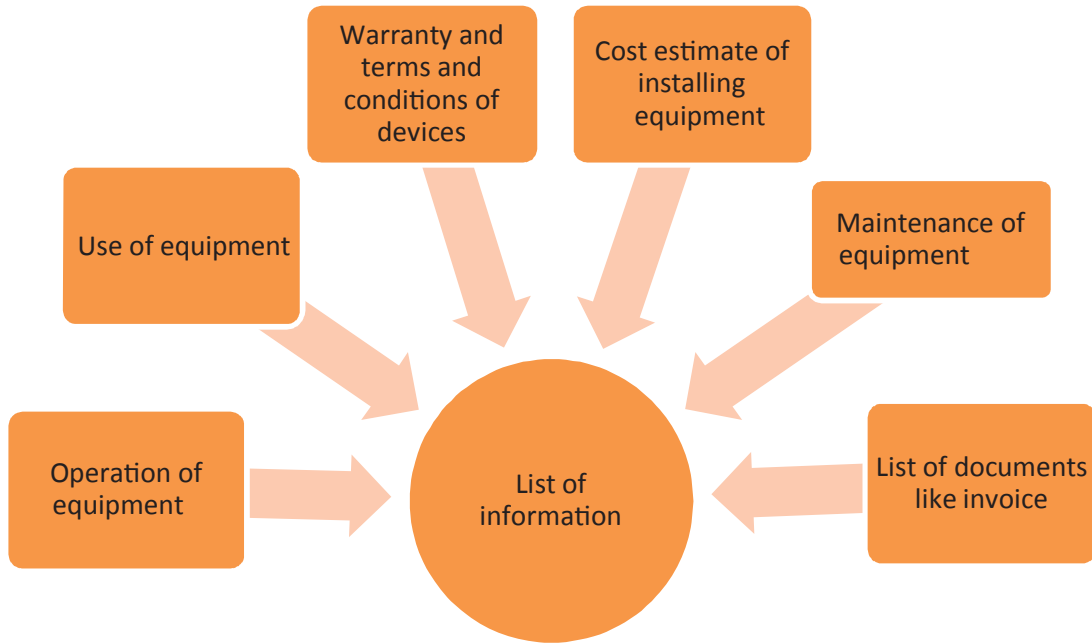 Warranty and
terms and
conditions of
devices
Cost estimate of
installing
equipment
Use of equipment
Maintenance of
equipment
Operation of
equipment
List of
information
List of documents
like invoice